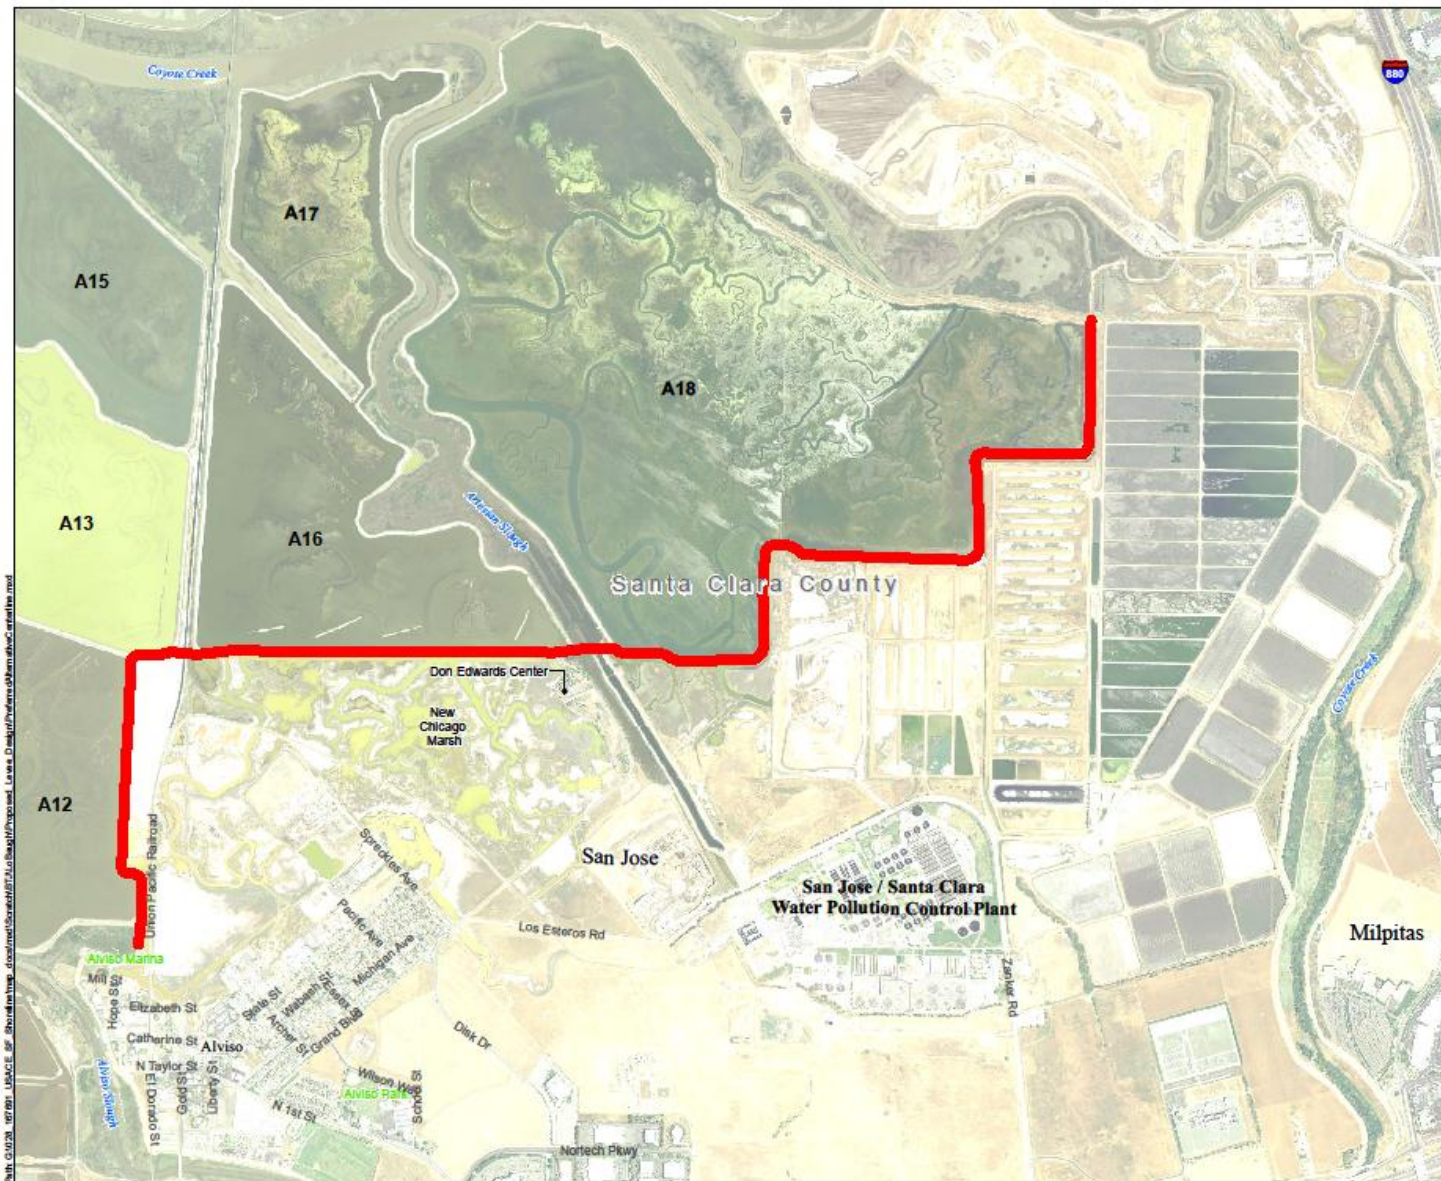 Coyote Creek
880
A17
A15
A18
A13
A16
Artesian Slough
Santa Clara County
Don Edwards Center
New
Chicago
Marsh
Coyote Creek
A12
Union Pacific Railroad
Spreckles Ave
San Jose
San Jose / Santa Clara
Water Pollution Control Plant
Pacific Ave
Michigan Ave
Los Esteros Rd
Milpitas
Alviso Marina
Mill St
Hope St
Elizabeth St
State St
Wabash St
Essex St
Archer St
Grand Blvd
Zanker Rd
Catherine St
Alviso
Disk Dr
N Taylor St
El Dorado St
Gold St
Liberty St
Wilson Way
Alviso Park
School St
Alviso Slough
N 1st St
Nortech Pkwy